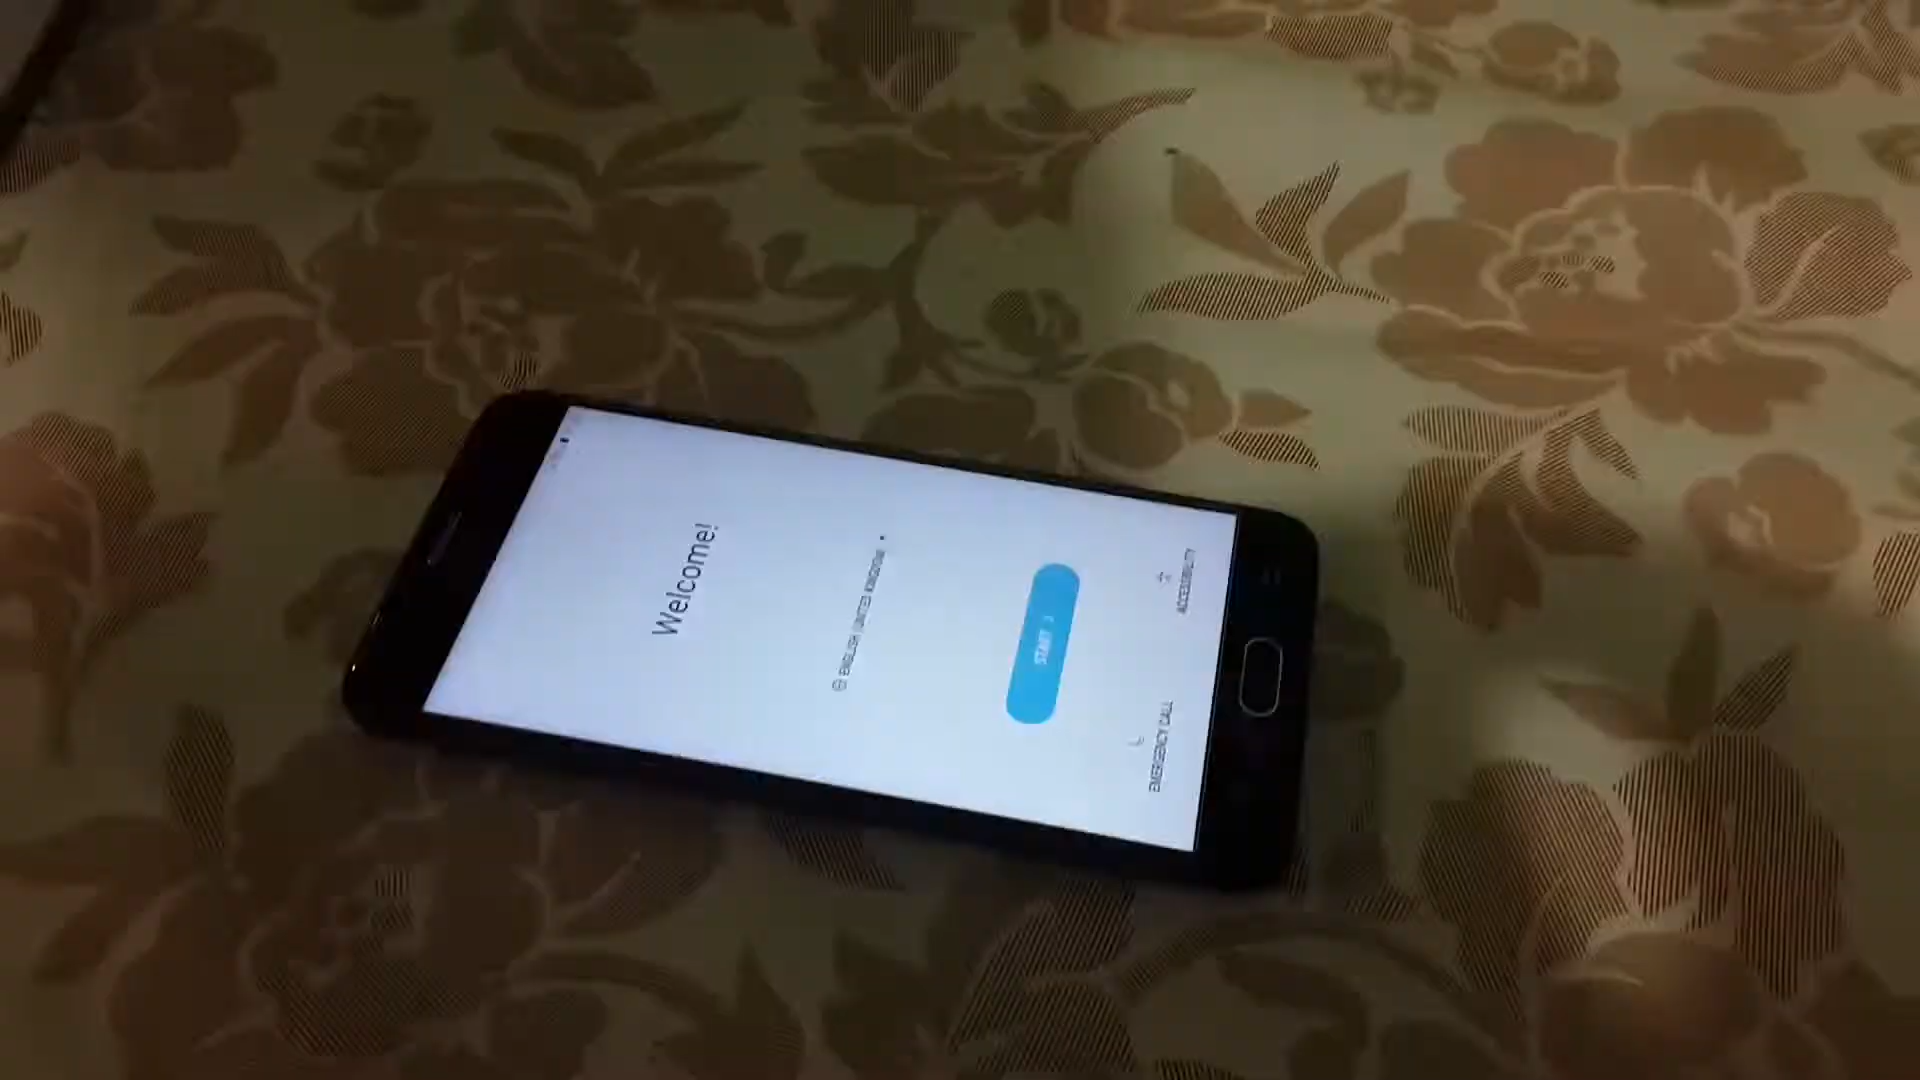 Welcome!
ENGLISH (UNITED KINGDOM)
START
EMERGENCY CALL
ACCESSIBILITY